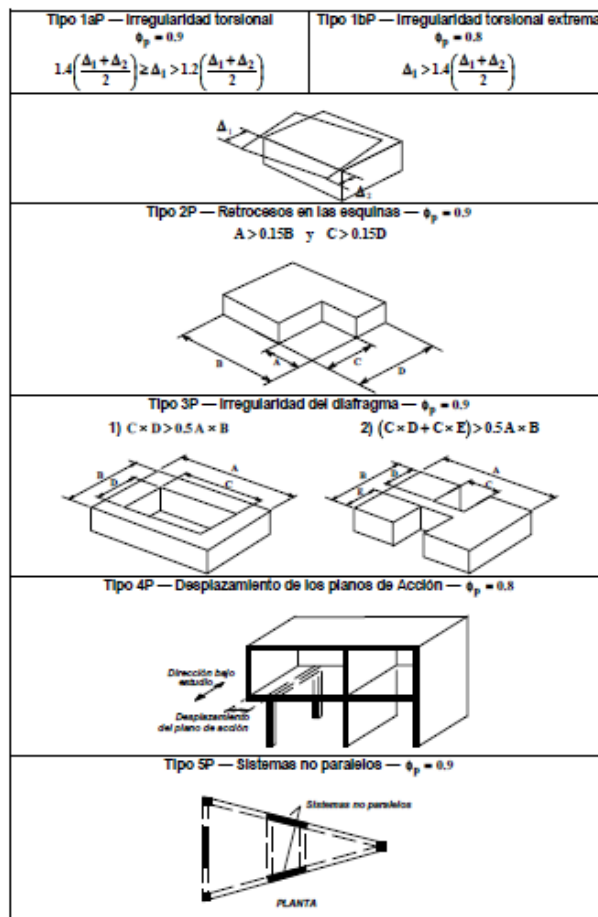 Tipo 1aP — Irregularidad torsional
ϕp = 0.9
1.4((Δ1 + Δ2)/2) ≥ Δ1 > 1.2((Δ1 + Δ2)/2)
Tipo 1bP — Irregularidad torsional extrema
ϕp = 0.8
Δ1 > 1.4((Δ1 + Δ2)/2)
Δ1
Δ2
Tipo 2P — Retrocesos en las esquinas — ϕp = 0.9
A > 0.15B y C > 0.15D
B
A
C
D
Tipo 3P — Irregularidad del diafragma — ϕp = 0.9
1) C × D > 0.5A × B
2) (C × D + C × E) > 0.5A × B
B
D
A
C
B
D
E
A
C
Tipo 4P — Desplazamiento de los planos de Acción — ϕp = 0.8
Dirección bajo
estudio
Desplazamiento
del plano de acción
Tipo 5P — Sistemas no paralelos — ϕp = 0.9
Sistemas no paralelos
PLANTA